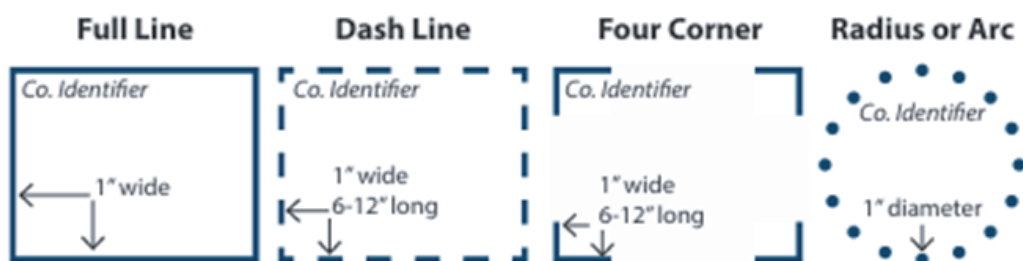 Full Line
Dash Line
Four Corner
Radius or Arc
Co. Identifier
Co. Identifier
Co. Identifier
Co. Identifier
1″ wide
1″ wide
6-12″ long
1″ wide
6-12″ long
1″ diameter